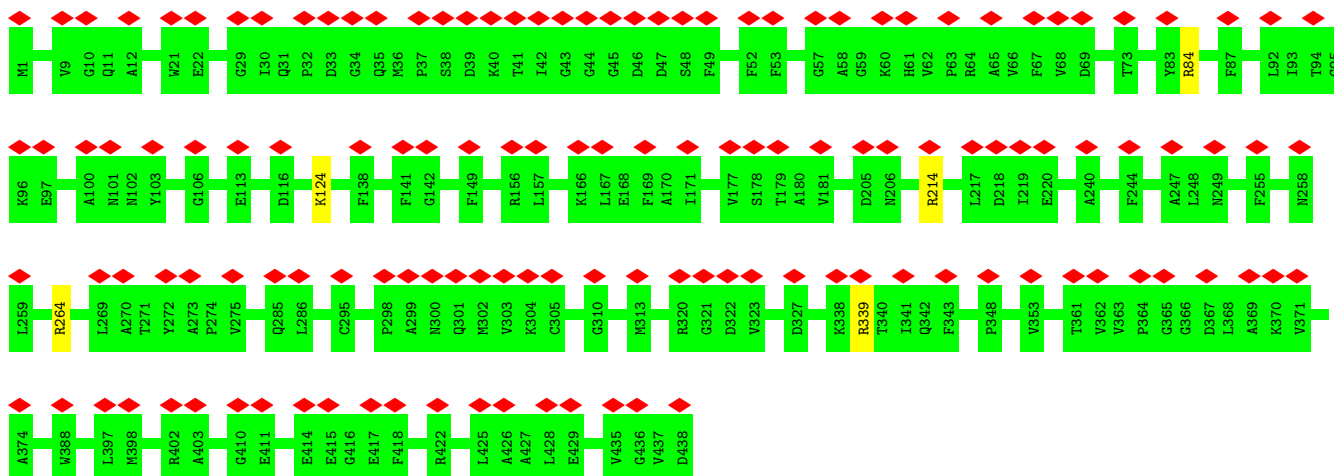 M1 V9 G10 Q11 A12 W21 E22 G29 I30 Q31 P32 D33 G34 Q35 M36 P37 S38 D39 K40 T41 I42 G43 G44 G45 D46 D47 S48 F49 F52 F53 G57 A58 G59 K60 H61 V62 P63 R64 A65 V66 F67 V68 D69 T73 Y83 R84 F87 L92 I93 T94 G95
K96 E97 A100 N101 N102 Y103 G106 E113 D116 K124 F138 F141 G142 F149 R156 L157 K166 L167 E168 F169 A170 I171 V177 S178 T179 A180 V181 D205 N206 R214 L217 D218 I219 E220 A240 F244 A247 L248 N249 F255 N258
L259 R264 L269 A270 T271 Y272 A273 P274 V275 Q285 L286 C295 P298 A299 N300 Q301 M302 V303 K304 C305 G310 M313 R320 G321 D322 V323 D327 K338 R339 T340 I341 Q342 F343 P348 V353 T361 V362 V363 P364 G365 G366 D367 L368 A369 K370 V371
A374 W388 L397 M398 R402 A403 G410 E411 E414 E415 G416 E417 F418 R422 L425 A426 A427 L428 E429 V435 G436 V437 D438